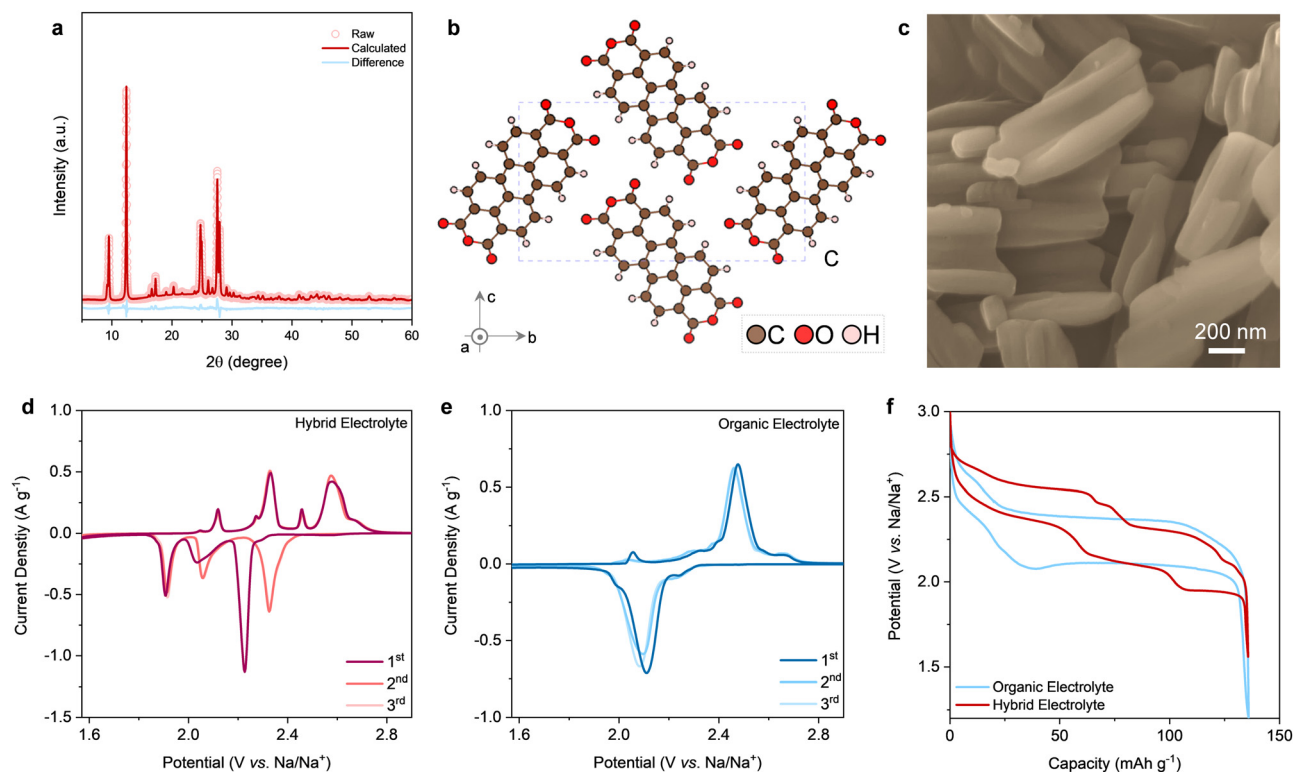 a
Raw
Calculated
Difference
Intensity (a.u.)
10
20
30
40
50
60
2θ (degree)
b
C
c
a
b
C
O
H
c
200 nm
d
Hybrid Electrolyte
1.0
0.5
0.0
-0.5
-1.0
-1.5
Current Denstiy (A g⁻¹)
1st
2nd
3rd
1.6
2.0
2.4
2.8
Potential (V vs. Na/Na⁺)
e
Organic Electrolyte
1.0
0.5
0.0
-0.5
-1.0
Current Density (A g⁻¹)
1st
2nd
3rd
1.6
2.0
2.4
2.8
Potential (V vs. Na/Na⁺)
f
3.0
2.5
2.0
1.5
Potential (V vs. Na/Na⁺)
Organic Electrolyte
Hybrid Electrolyte
0
50
100
150
Capacity (mAh g⁻¹)